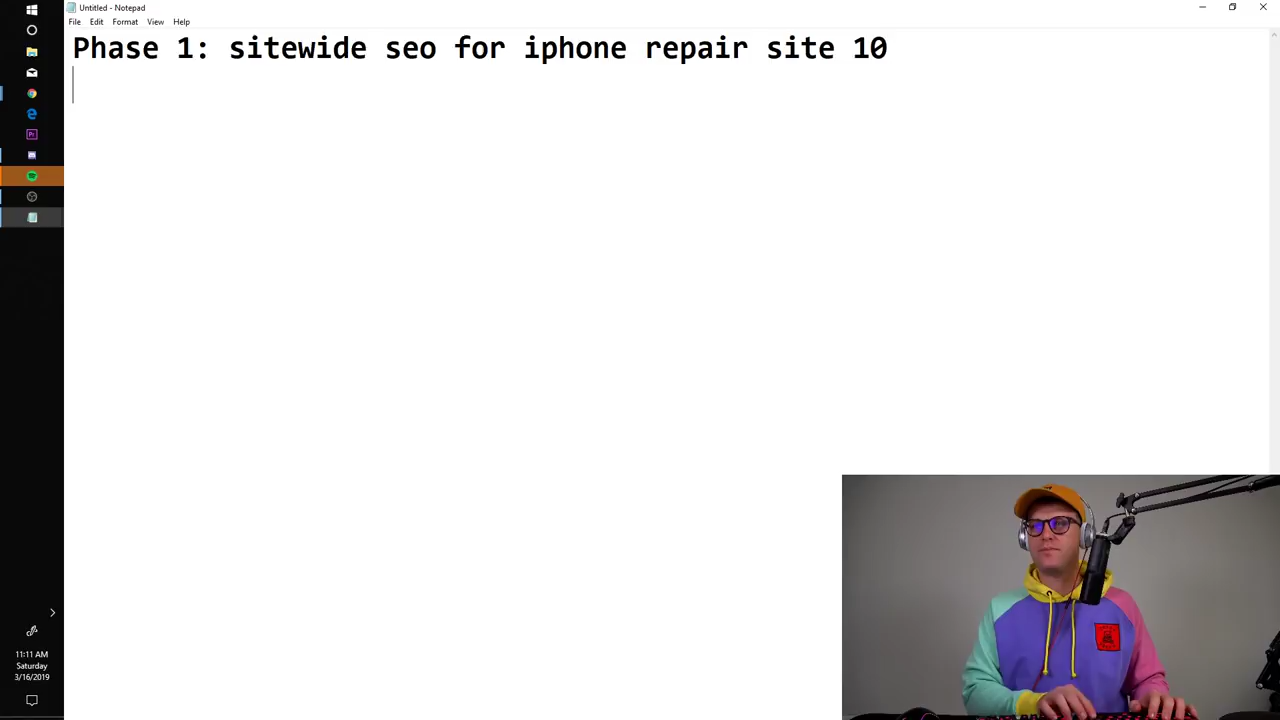 Untitled - Notepad
File Edit Format View Help
Phase 1: sitewide seo for iphone repair site 10
11:11 AM
Saturday
3/16/2019